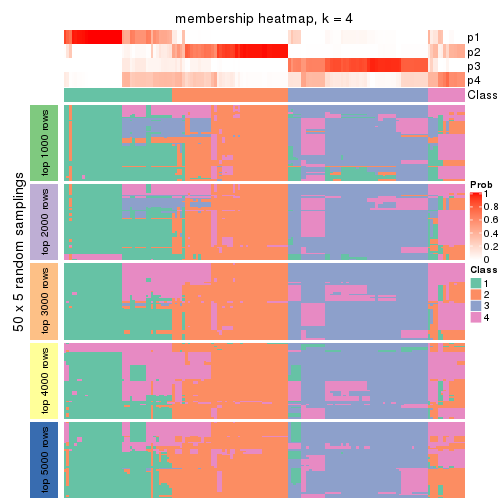 membership heatmap, k = 4
p1
p2
p3
p4
Class
50 x 5 random samplings
top 1000 rows
top 2000 rows
top 3000 rows
top 4000 rows
top 5000 rows
Prob
1
0.8
0.6
0.4
0.2
0
Class
1
2
3
4